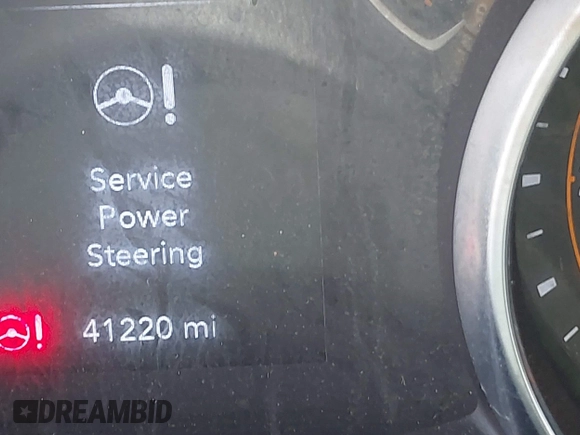 Service
Power
Steering
41220 mi
DREAMBID